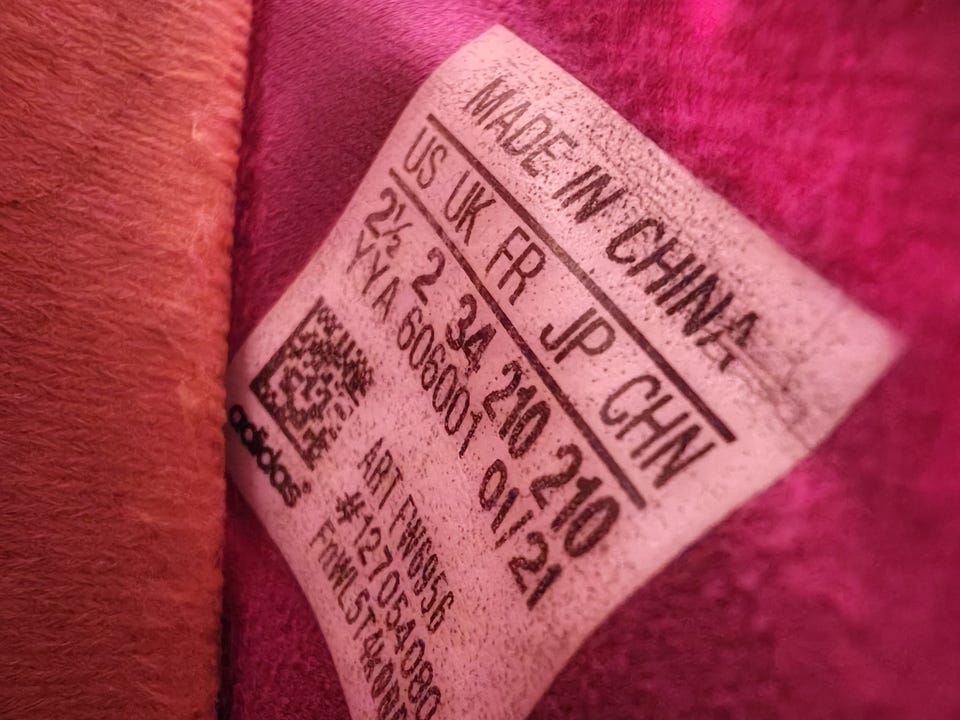 MADE IN CHINA
US UK FR JP CHN
2½ 2 34 210 210
YYA 606001 01/21
adidas
ART FW6956
#127054080